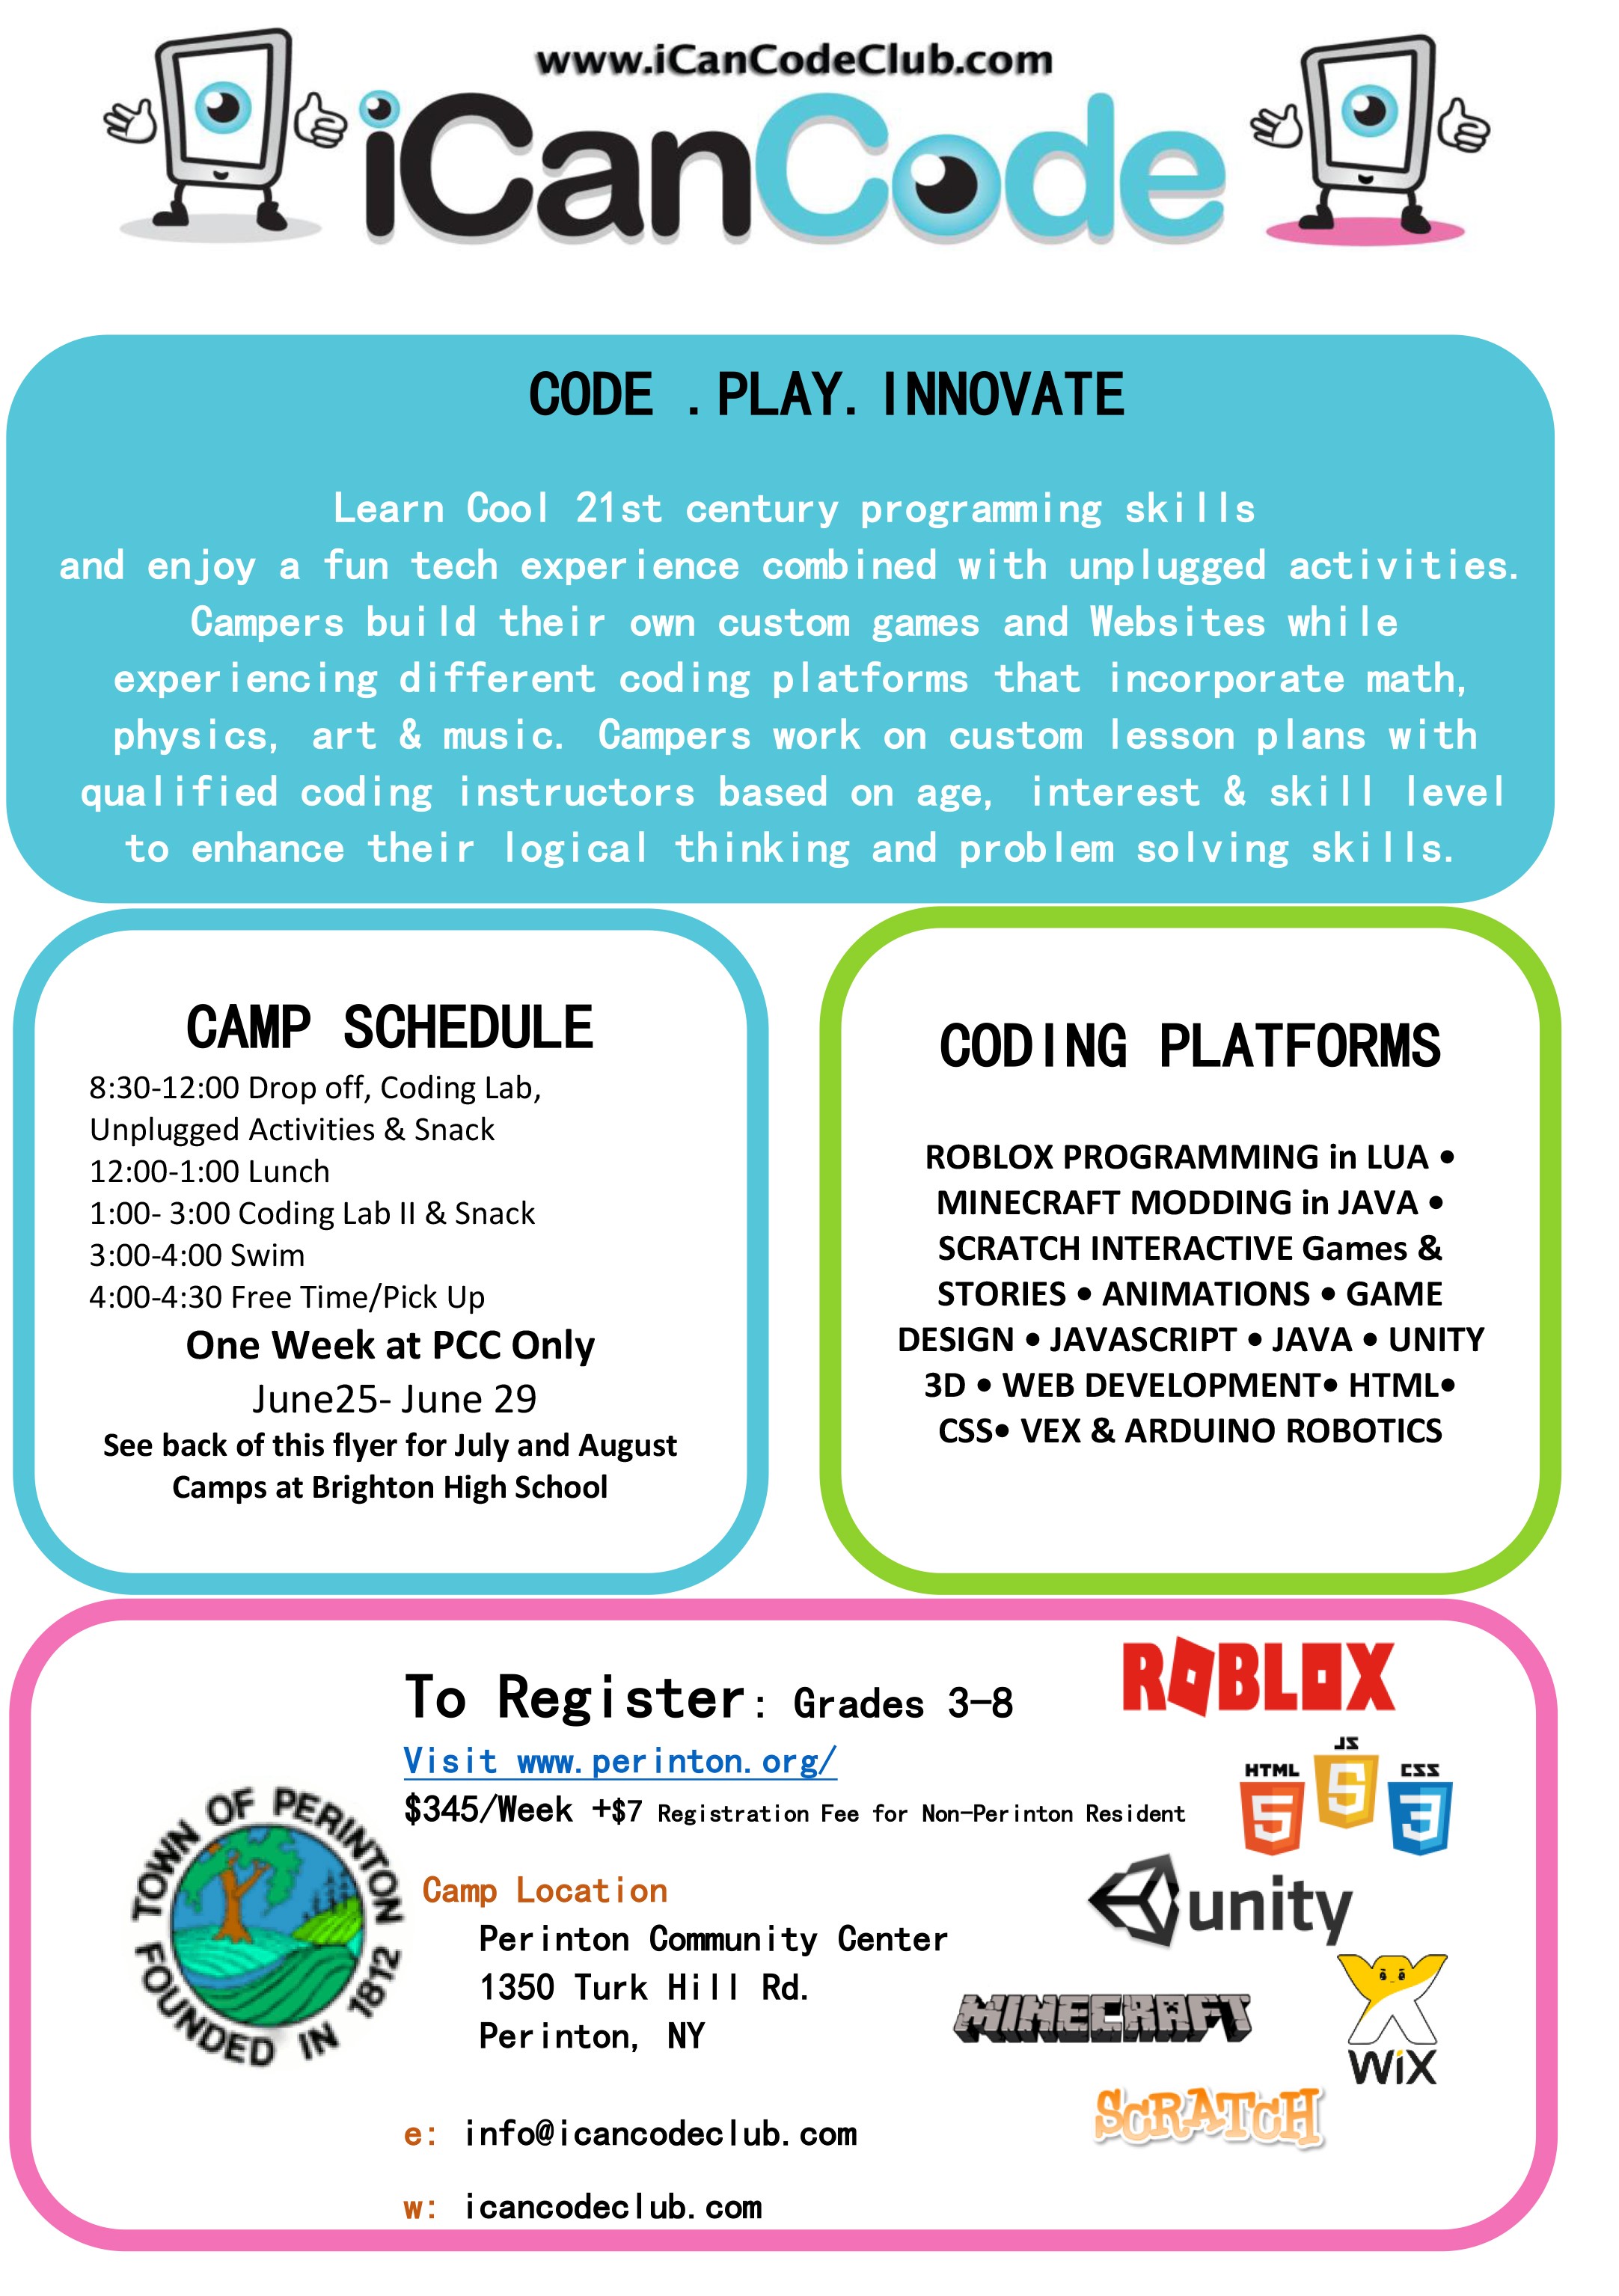 www.iCanCodeClub.com
iCanCode
CODE .PLAY.INNOVATE
Learn Cool 21st century programming skills
and enjoy a fun tech experience combined with unplugged activities.
Campers build their own custom games and Websites while
experiencing different coding platforms that incorporate math,
physics, art & music. Campers work on custom lesson plans with
qualified coding instructors based on age, interest & skill level
to enhance their logical thinking and problem solving skills.
CAMP SCHEDULE
8:30-12:00 Drop off, Coding Lab,
Unplugged Activities & Snack
12:00-1:00 Lunch
1:00- 3:00 Coding Lab II & Snack
3:00-4:00 Swim
4:00-4:30 Free Time/Pick Up
One Week at PCC Only
June25- June 29
See back of this flyer for July and August
Camps at Brighton High School
CODING PLATFORMS
ROBLOX PROGRAMMING in LUA •
MINECRAFT MODDING in JAVA •
SCRATCH INTERACTIVE Games &
STORIES • ANIMATIONS • GAME
DESIGN • JAVASCRIPT • JAVA • UNITY
3D • WEB DEVELOPMENT• HTML•
CSS• VEX & ARDUINO ROBOTICS
To Register: Grades 3-8
Visit www.perinton.org/
$345/Week +$7 Registration Fee for Non-Perinton Resident
Camp Location
Perinton Community Center
1350 Turk Hill Rd.
Perinton, NY
e: info@icancodeclub.com
w: icancodeclub.com
TOWN OF PERINTON
FOUNDED IN 1812
ROBLOX
HTML JS CSS
5 5 3
unity
MINECRAFT
WiX
SCRATCH